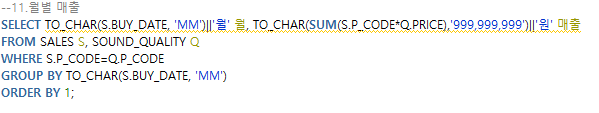 --11.월별 매출
SELECT TO_CHAR(S.BUY_DATE, 'MM')||'월' 월, TO_CHAR(SUM(S.P_CODE*Q.PRICE),'999,999,999')||'원' 매출
FROM SALES S, SOUND_QUALITY Q
WHERE S.P_CODE=Q.P_CODE
GROUP BY TO_CHAR(S.BUY_DATE, 'MM')
ORDER BY 1;